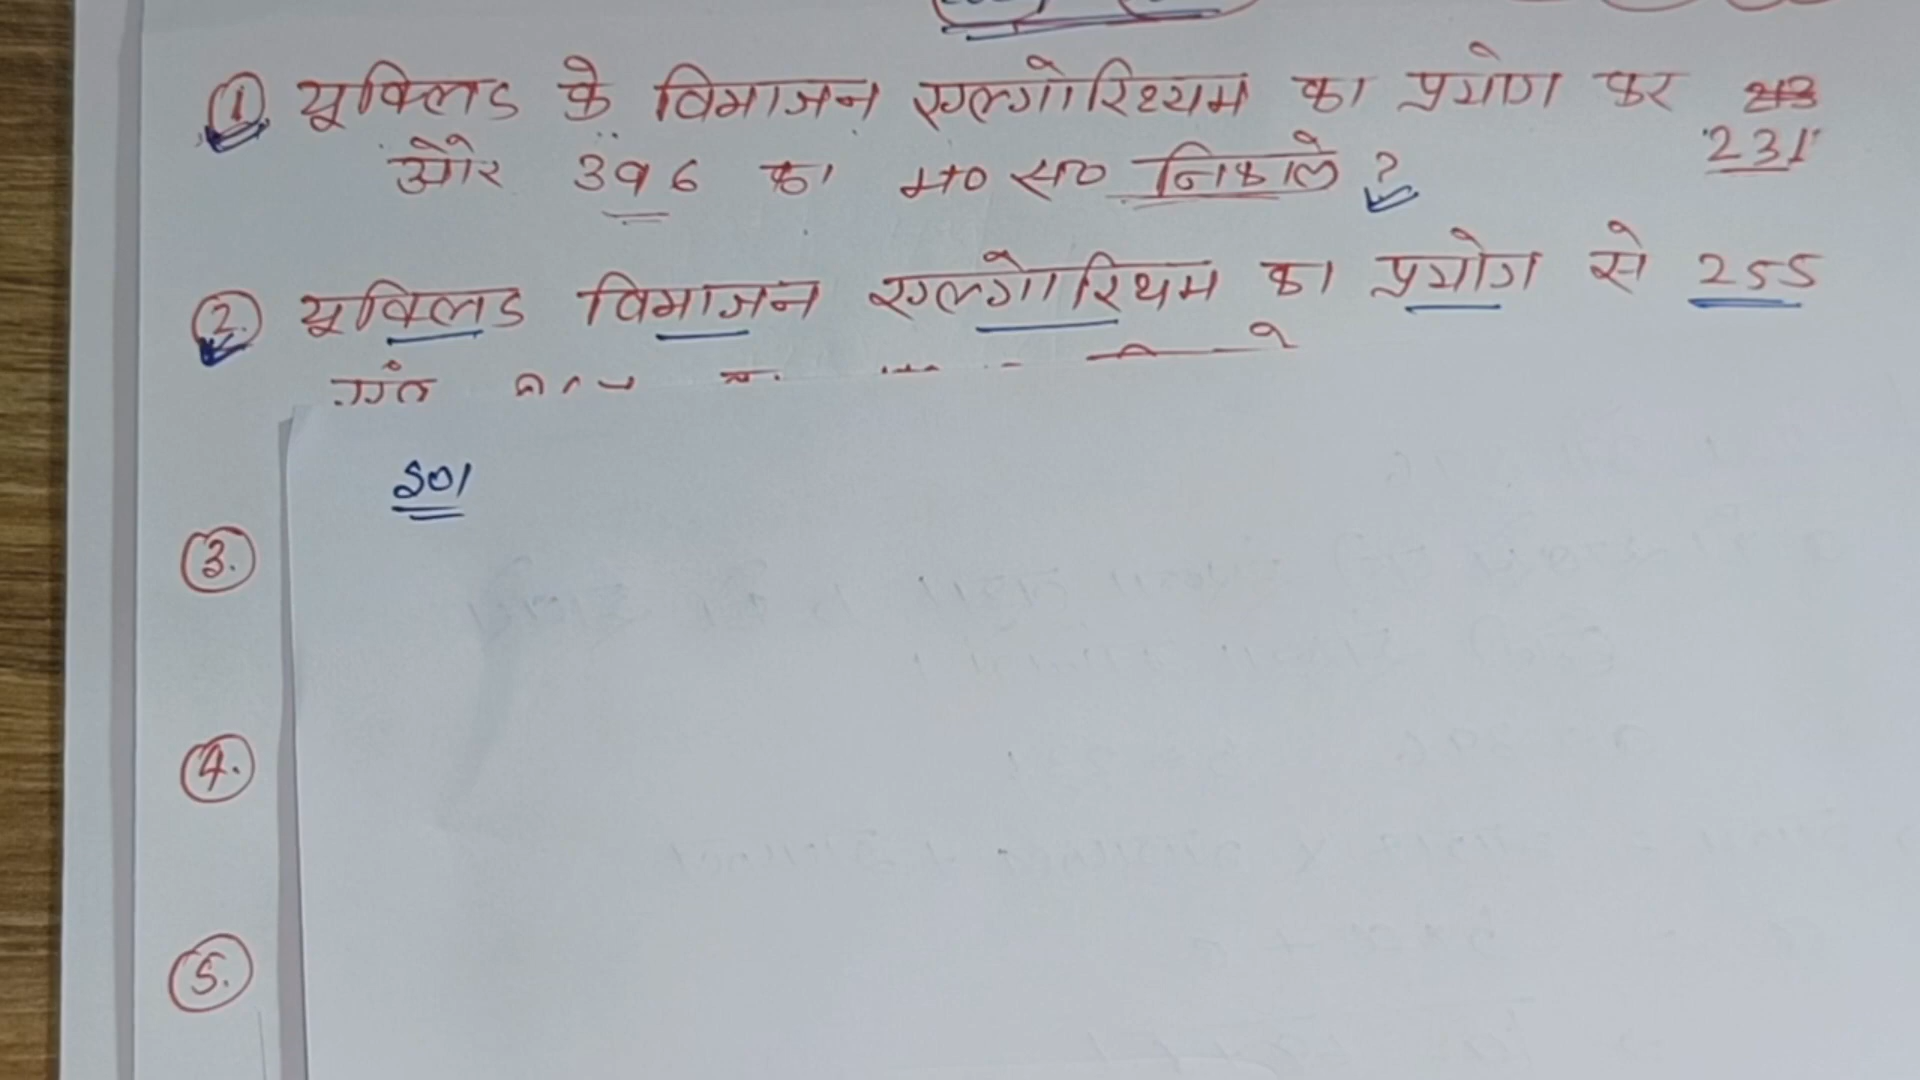 ① यूक्लिड के विभाजन एल्गोरिथ्यम का प्रयोग कर
231
और 396 का म० स० निकाले ?
② यूक्लिड विभाजन एल्गोरिथम का प्रयोग से 255
Sol
③.
④.
⑤.